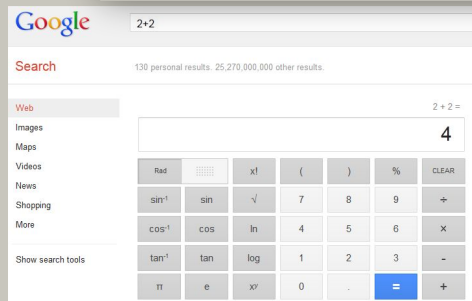 Google
2+2
Search
130 personal results. 25,270,000,000 other results.
Web
Images
Maps
Videos
News
Shopping
More
Show search tools
2 + 2 =
4
Rad x! ( ) % CLEAR
sin-1 sin √ 7 8 9 ÷
cos-1 cos ln 4 5 6 ×
tan-1 tan log 1 2 3 -
π e xy 0 . = +